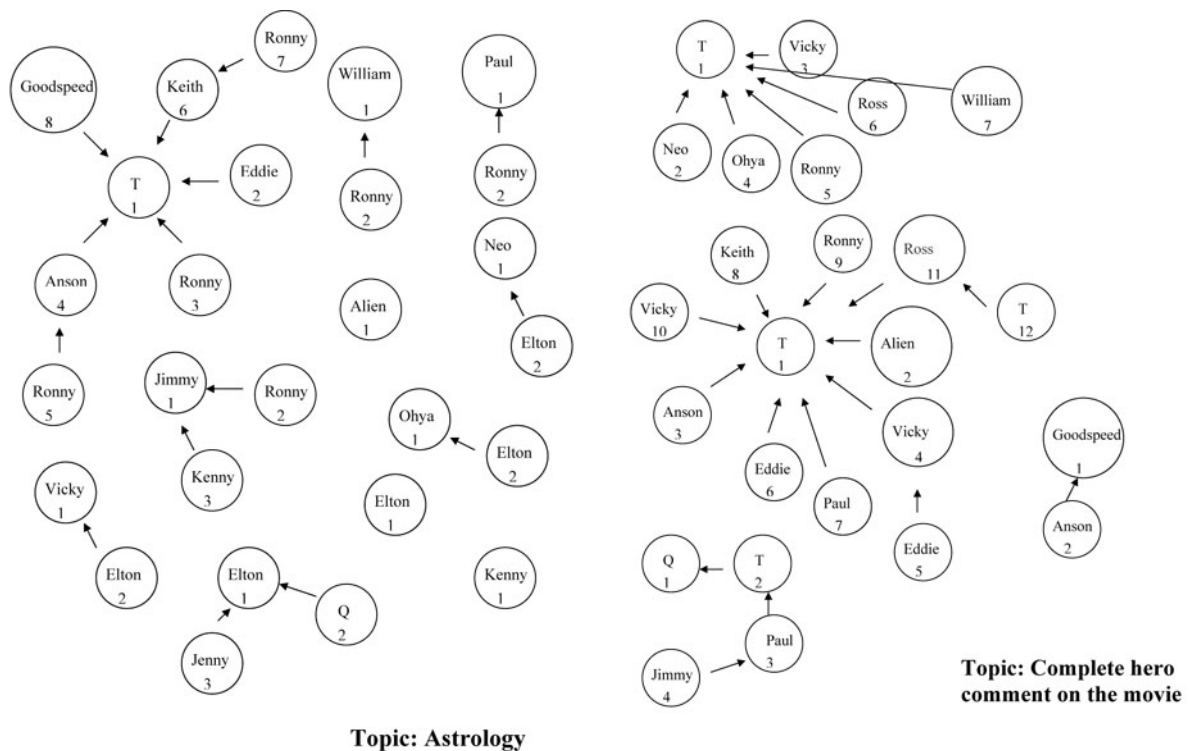 Goodspeed
8
Keith
6
Ronny
7
T
1
Eddie
2
Anson
4
Ronny
3
Ronny
5
William
1
Ronny
2
Paul
1
Ronny
2
Neo
1
Elton
2
Alien
1
Jimmy
1
Ronny
2
Kenny
3
Ohya
1
Elton
2
Vicky
1
Elton
2
Elton
1
Elton
1
Q
2
Jenny
3
Kenny
1
Topic: Astrology
T
1
Vicky
3
Ross
6
William
7
Neo
2
Ohya
4
Ronny
5
Keith
8
Ronny
9
Ross
11
T
12
Vicky
10
T
1
Alien
2
Anson
3
Vicky
4
Eddie
6
Paul
7
Eddie
5
Goodspeed
1
Anson
2
Q
1
T
2
Paul
3
Jimmy
4
Topic: Complete hero
comment on the movie